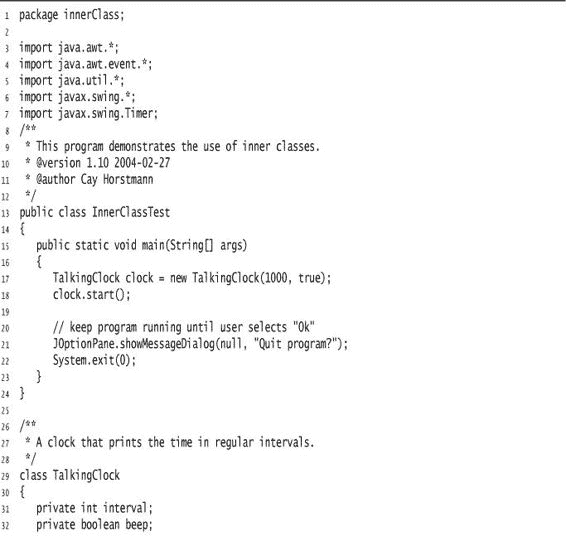 1 package innerClass;
2
3 import java.awt.*;
4 import java.awt.event.*;
5 import java.util.*;
6 import javax.swing.*;
7 import javax.swing.Timer;
8 /**
9  * This program demonstrates the use of inner classes.
10  * @version 1.10 2004-02-27
11  * @author Cay Horstmann
12  */
13 public class InnerClassTest
14 {
15    public static void main(String[] args)
16    {
17       TalkingClock clock = new TalkingClock(1000, true);
18       clock.start();
19
20       // keep program running until user selects "Ok"
21       JOptionPane.showMessageDialog(null, "Quit program?");
22       System.exit(0);
23    }
24 }
25
26 /**
27  * A clock that prints the time in regular intervals.
28  */
29 class TalkingClock
30 {
31    private int interval;
32    private boolean beep;